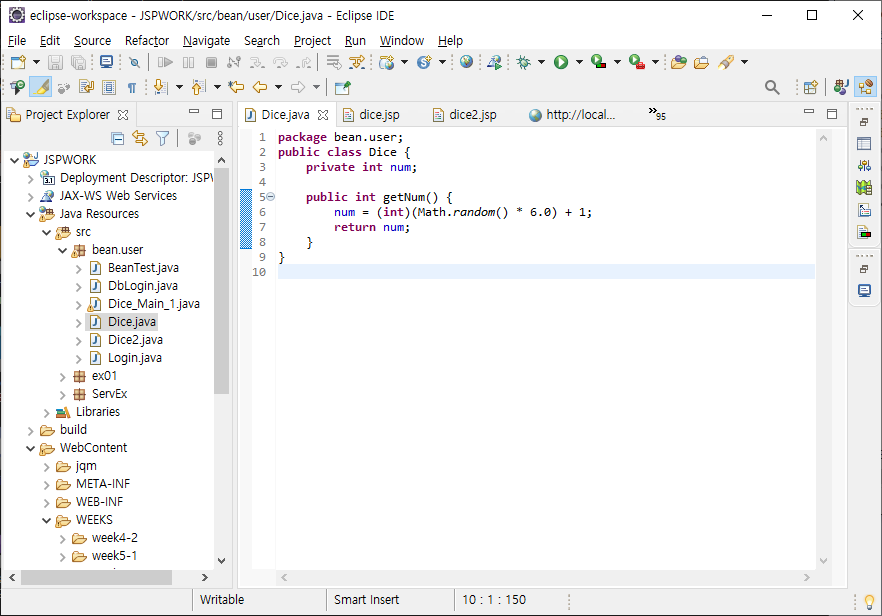 eclipse-workspace - JSPWORK/src/bean/user/Dice.java - Eclipse IDE
File Edit Source Refactor Navigate Search Project Run Window Help
Project Explorer
Dice.java dice.jsp dice2.jsp http://local... »95
JSPWORK
3.1 Deployment Descriptor: JSPW
JAX-WS Web Services
Java Resources
src
bean.user
BeanTest.java
DbLogin.java
Dice_Main_1.java
Dice.java
Dice2.java
Login.java
ex01
ServEx
Libraries
build
WebContent
jqm
META-INF
WEB-INF
WEEKS
week4-2
week5-1
1 package bean.user;
2 public class Dice {
3 private int num;
4
5 public int getNum() {
6 num = (int)(Math.random() * 6.0) + 1;
7 return num;
8 }
9 }
10
Writable Smart Insert 10 : 1 : 150